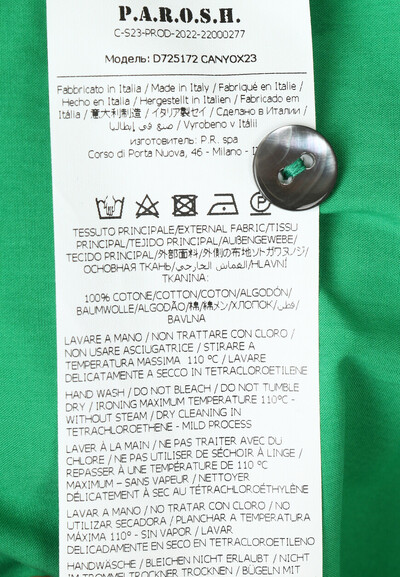 P.A.R.O.S.H.
C-S23-PROD-2022-22000277
Модель: D725172 CANYOX23
Fabbricato in Italia / Made in Italy / Fabriqué en Italie /
Hecho en Italia / Hergestellt in Italien / Fabricado em
Itália / 意大利制造 / イタリア製セイ / Сделано в Италии /
صنع في إيطاليا / Vyrobeno v Itálii
изготовитель: P.R. spa
Corso di Porta Nuova, 46 - Milano -
TESSUTO PRINCIPALE/EXTERNAL FABRIC/TISSU
PRINCIPAL/TEJIDO PRINCIPAL/AUßENGEWEBE/
TECIDO PRINCIPAL/外部面料/外側の布地ソトガワヌノジ/
ОСНОВНАЯ ТКАНЬ/القماش الخارجي/HLAVNÍ
TKANINA:
100% COTONE/COTTON/COTON/ALGODÓN/
BAUMWOLLE/ALGODÃO/棉/綿メン/ХЛОПОК/قطن/
BAVLNA
LAVARE A MANO / NON TRATTARE CON CLORO /
NON USARE ASCIUGATRICE / STIRARE A
TEMPERATURA MASSIMA 110 °C / LAVARE
DELICATAMENTE A SECCO IN TETRACLOROETILENE
HAND WASH / DO NOT BLEACH / DO NOT TUMBLE
DRY / IRONING MAXIMUM TEMPERATURE 110°C -
WITHOUT STEAM / DRY CLEANING IN
TETRACHLOROETHENE - MILD PROCESS
LAVER À LA MAIN / NE PAS TRAITER AVEC DU
CHLORE / NE PAS UTILISER DE SÉCHOIR À LINGE /
REPASSER À UNE TEMPÉRATURE DE 110 °C
MAXIMUM – SANS VAPEUR / NETTOYER
DÉLICATEMENT À SEC AU TÉTRACHLOROÉTHYLÈNE
LAVAR A MANO / NO TRATAR CON CLORO / NO
UTILIZAR SECADORA / PLANCHAR A TEMPERATURA
MÁXIMA 110° - SIN VAPOR / LAVAR
DELICADAMENTE EN SECO EN TETRACLOROETILENO
HANDWÄSCHE / BLEICHEN NICHT ERLAUBT / NICHT
IM TROMMELTROCKNER TROCKNEN / BÜGELN MIT